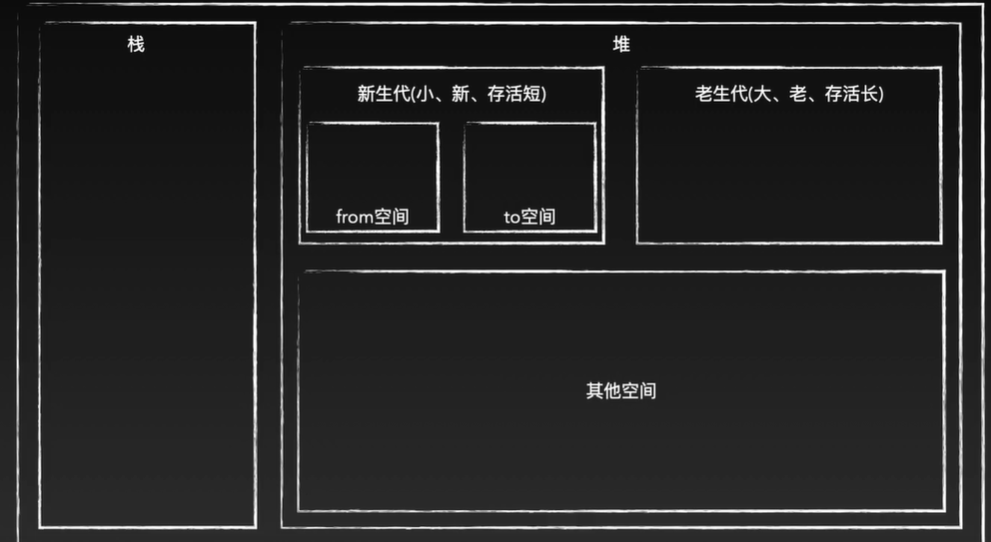 栈
堆
新生代(小、新、存活短)
老生代(大、老、存活长)
from空间
to空间
其他空间